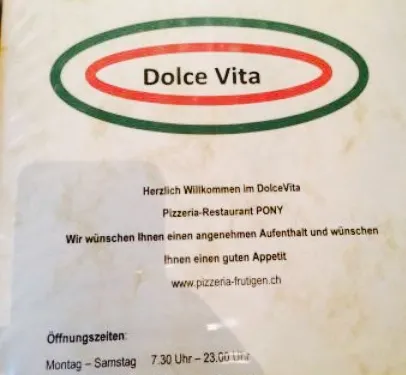 Dolce Vita
Herzlich Willkommen im DolceVita
Pizzeria-Restaurant PONY
Wir wünschen Ihnen einen angenehmen Aufenthalt und wünschen
Ihnen einen guten Appetit
www.pizzeria-frutigen.ch
Öffnungszeiten:
Montag – Samstag 7.30 Uhr – 23.00 Uhr